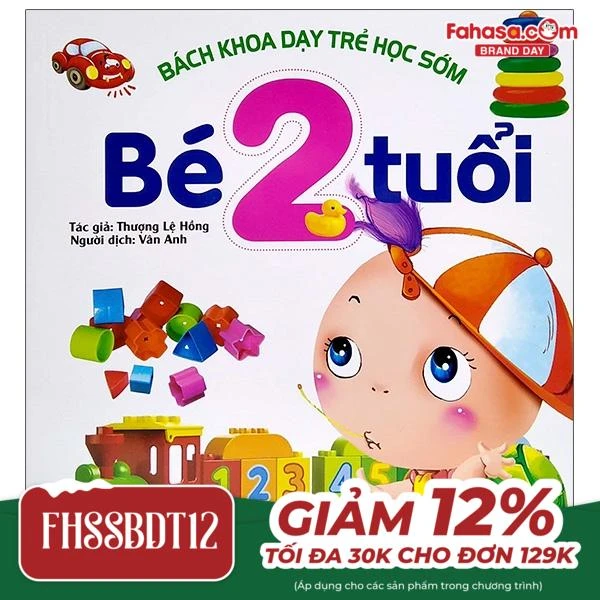 Fahasa.com
BRAND DAY
BÁCH KHOA DẠY TRẺ HỌC SỚM
Bé 2 tuổi
Tác giả: Thượng Lệ Hồng
Người dịch: Vân Anh
1 2 3 4 5
FHSSBDT12
GIẢM 12%
TỐI ĐA 30K CHO ĐƠN 129K
(Áp dụng cho các sản phẩm trong chương trình)